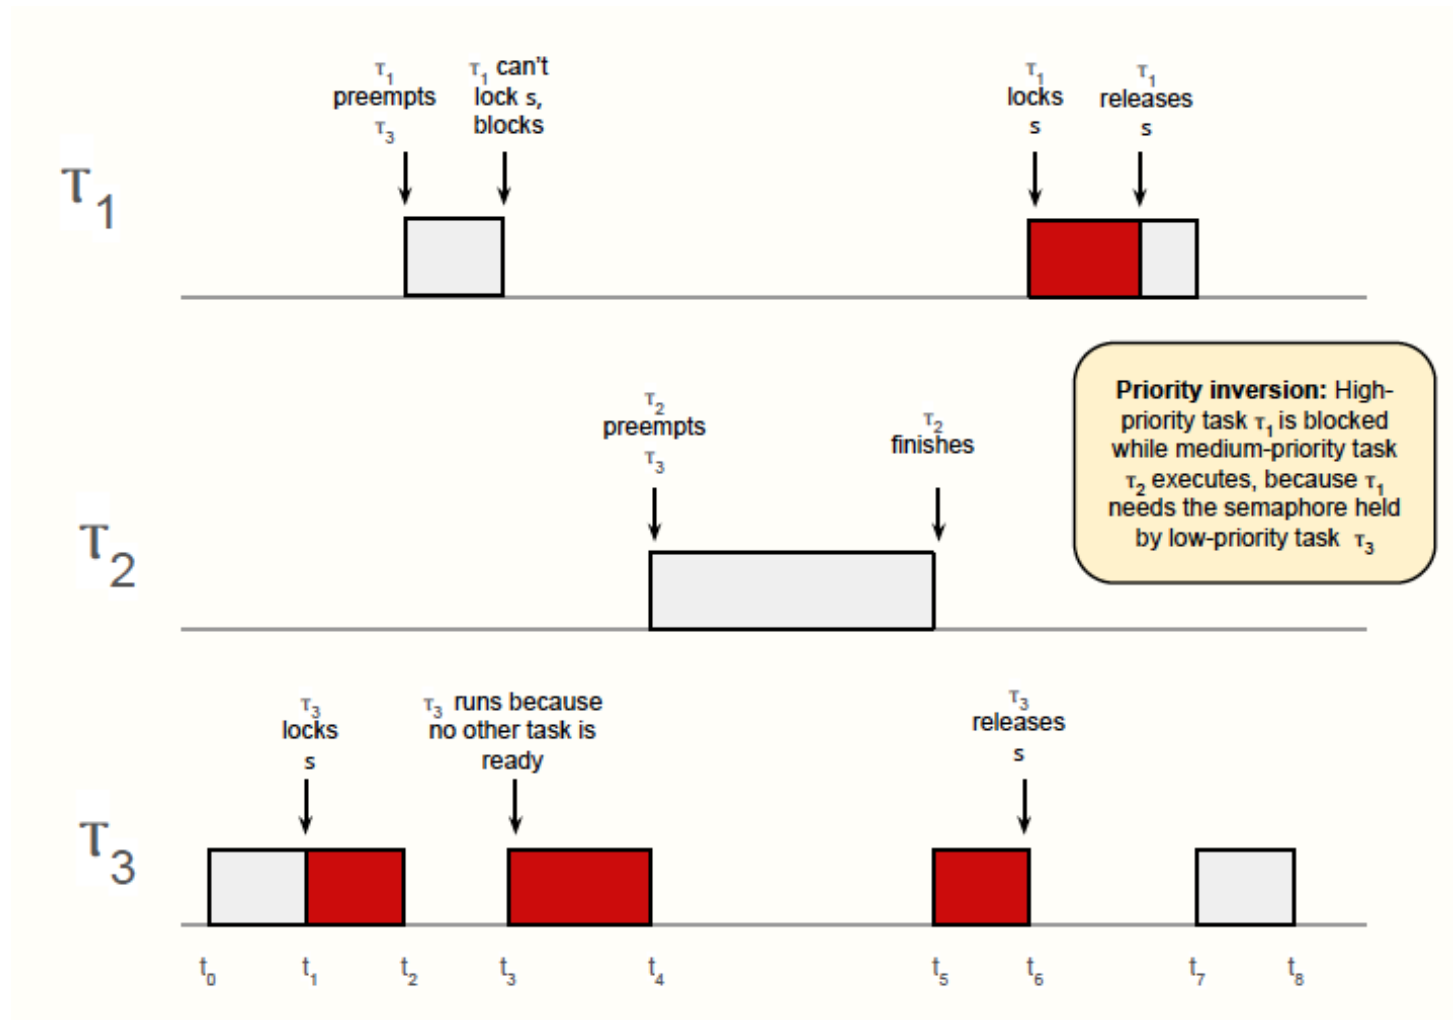 τ1
preempts
τ3
τ1 can't
lock s,
blocks
τ1
locks
s
τ1
releases
s
τ1
Priority inversion: High-
priority task τ1 is blocked
while medium-priority task
τ2 executes, because τ1
needs the semaphore held
by low-priority task τ3
τ2
preempts
τ3
τ2
finishes
τ2
τ3
locks
s
τ3 runs because
no other task is
ready
τ3
releases
s
τ3
t0 t1 t2 t3 t4 t5 t6 t7 t8